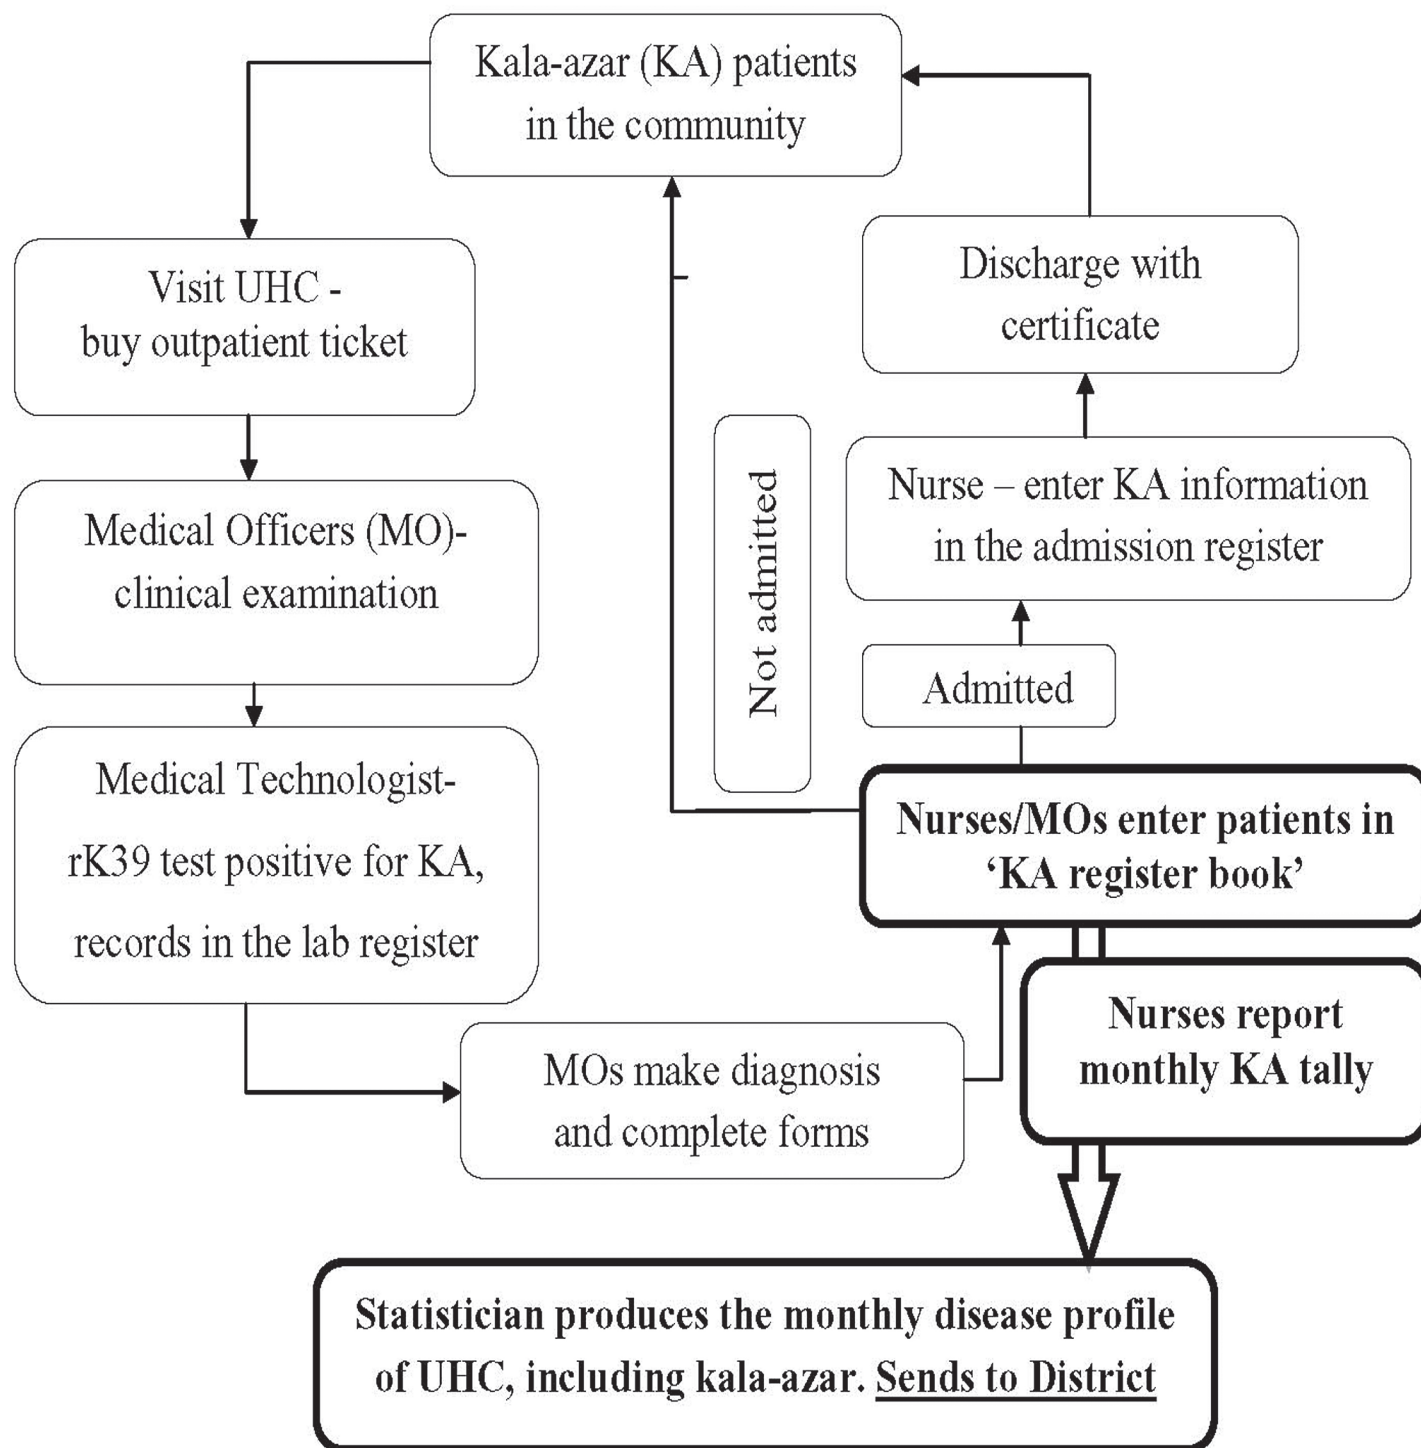 Kala-azar (KA) patients
in the community
Visit UHC -
buy outpatient ticket
Medical Officers (MO)-
clinical examination
Medical Technologist-
rK39 test positive for KA,
records in the lab register
MOs make diagnosis
and complete forms
Nurses/MOs enter patients in
‘KA register book’
Not admitted
Admitted
Nurse – enter KA information
in the admission register
Discharge with
certificate
Nurses report
monthly KA tally
Statistician produces the monthly disease profile
of UHC, including kala-azar. Sends to District